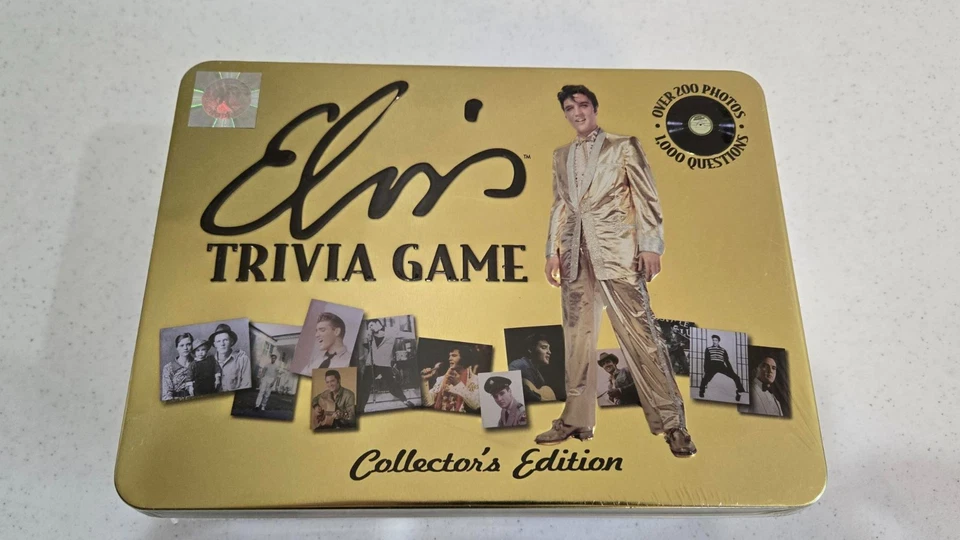 Elvis™
TRIVIA GAME
OVER 200 PHOTOS
1,000 QUESTIONS
Collector's Edition